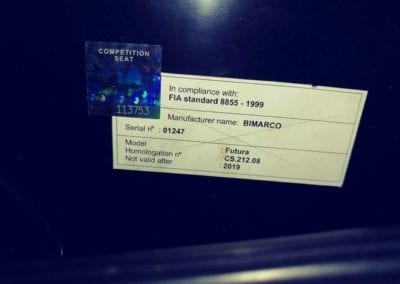 COMPETITION
SEAT
113753
In compliance with:
FIA standard 8855 - 1999
Manufacturer name: BIMARCO
Serial n° : 01247
Model : Futura
Homologation n° : CS.212.08
Not valid after : 2019